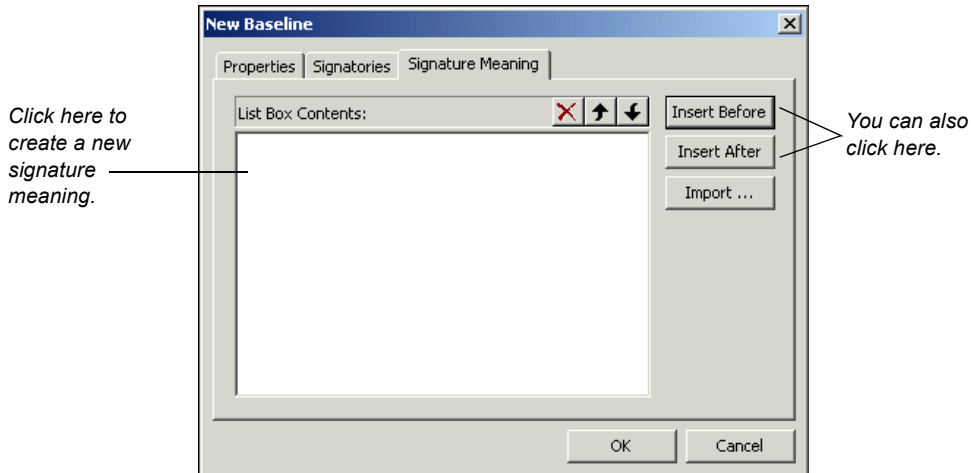 New Baseline
Properties
Signatories
Signature Meaning
Click here to
create a new
signature
meaning.
List Box Contents:
Insert Before
Insert After
Import ...
You can also
click here.
OK
Cancel